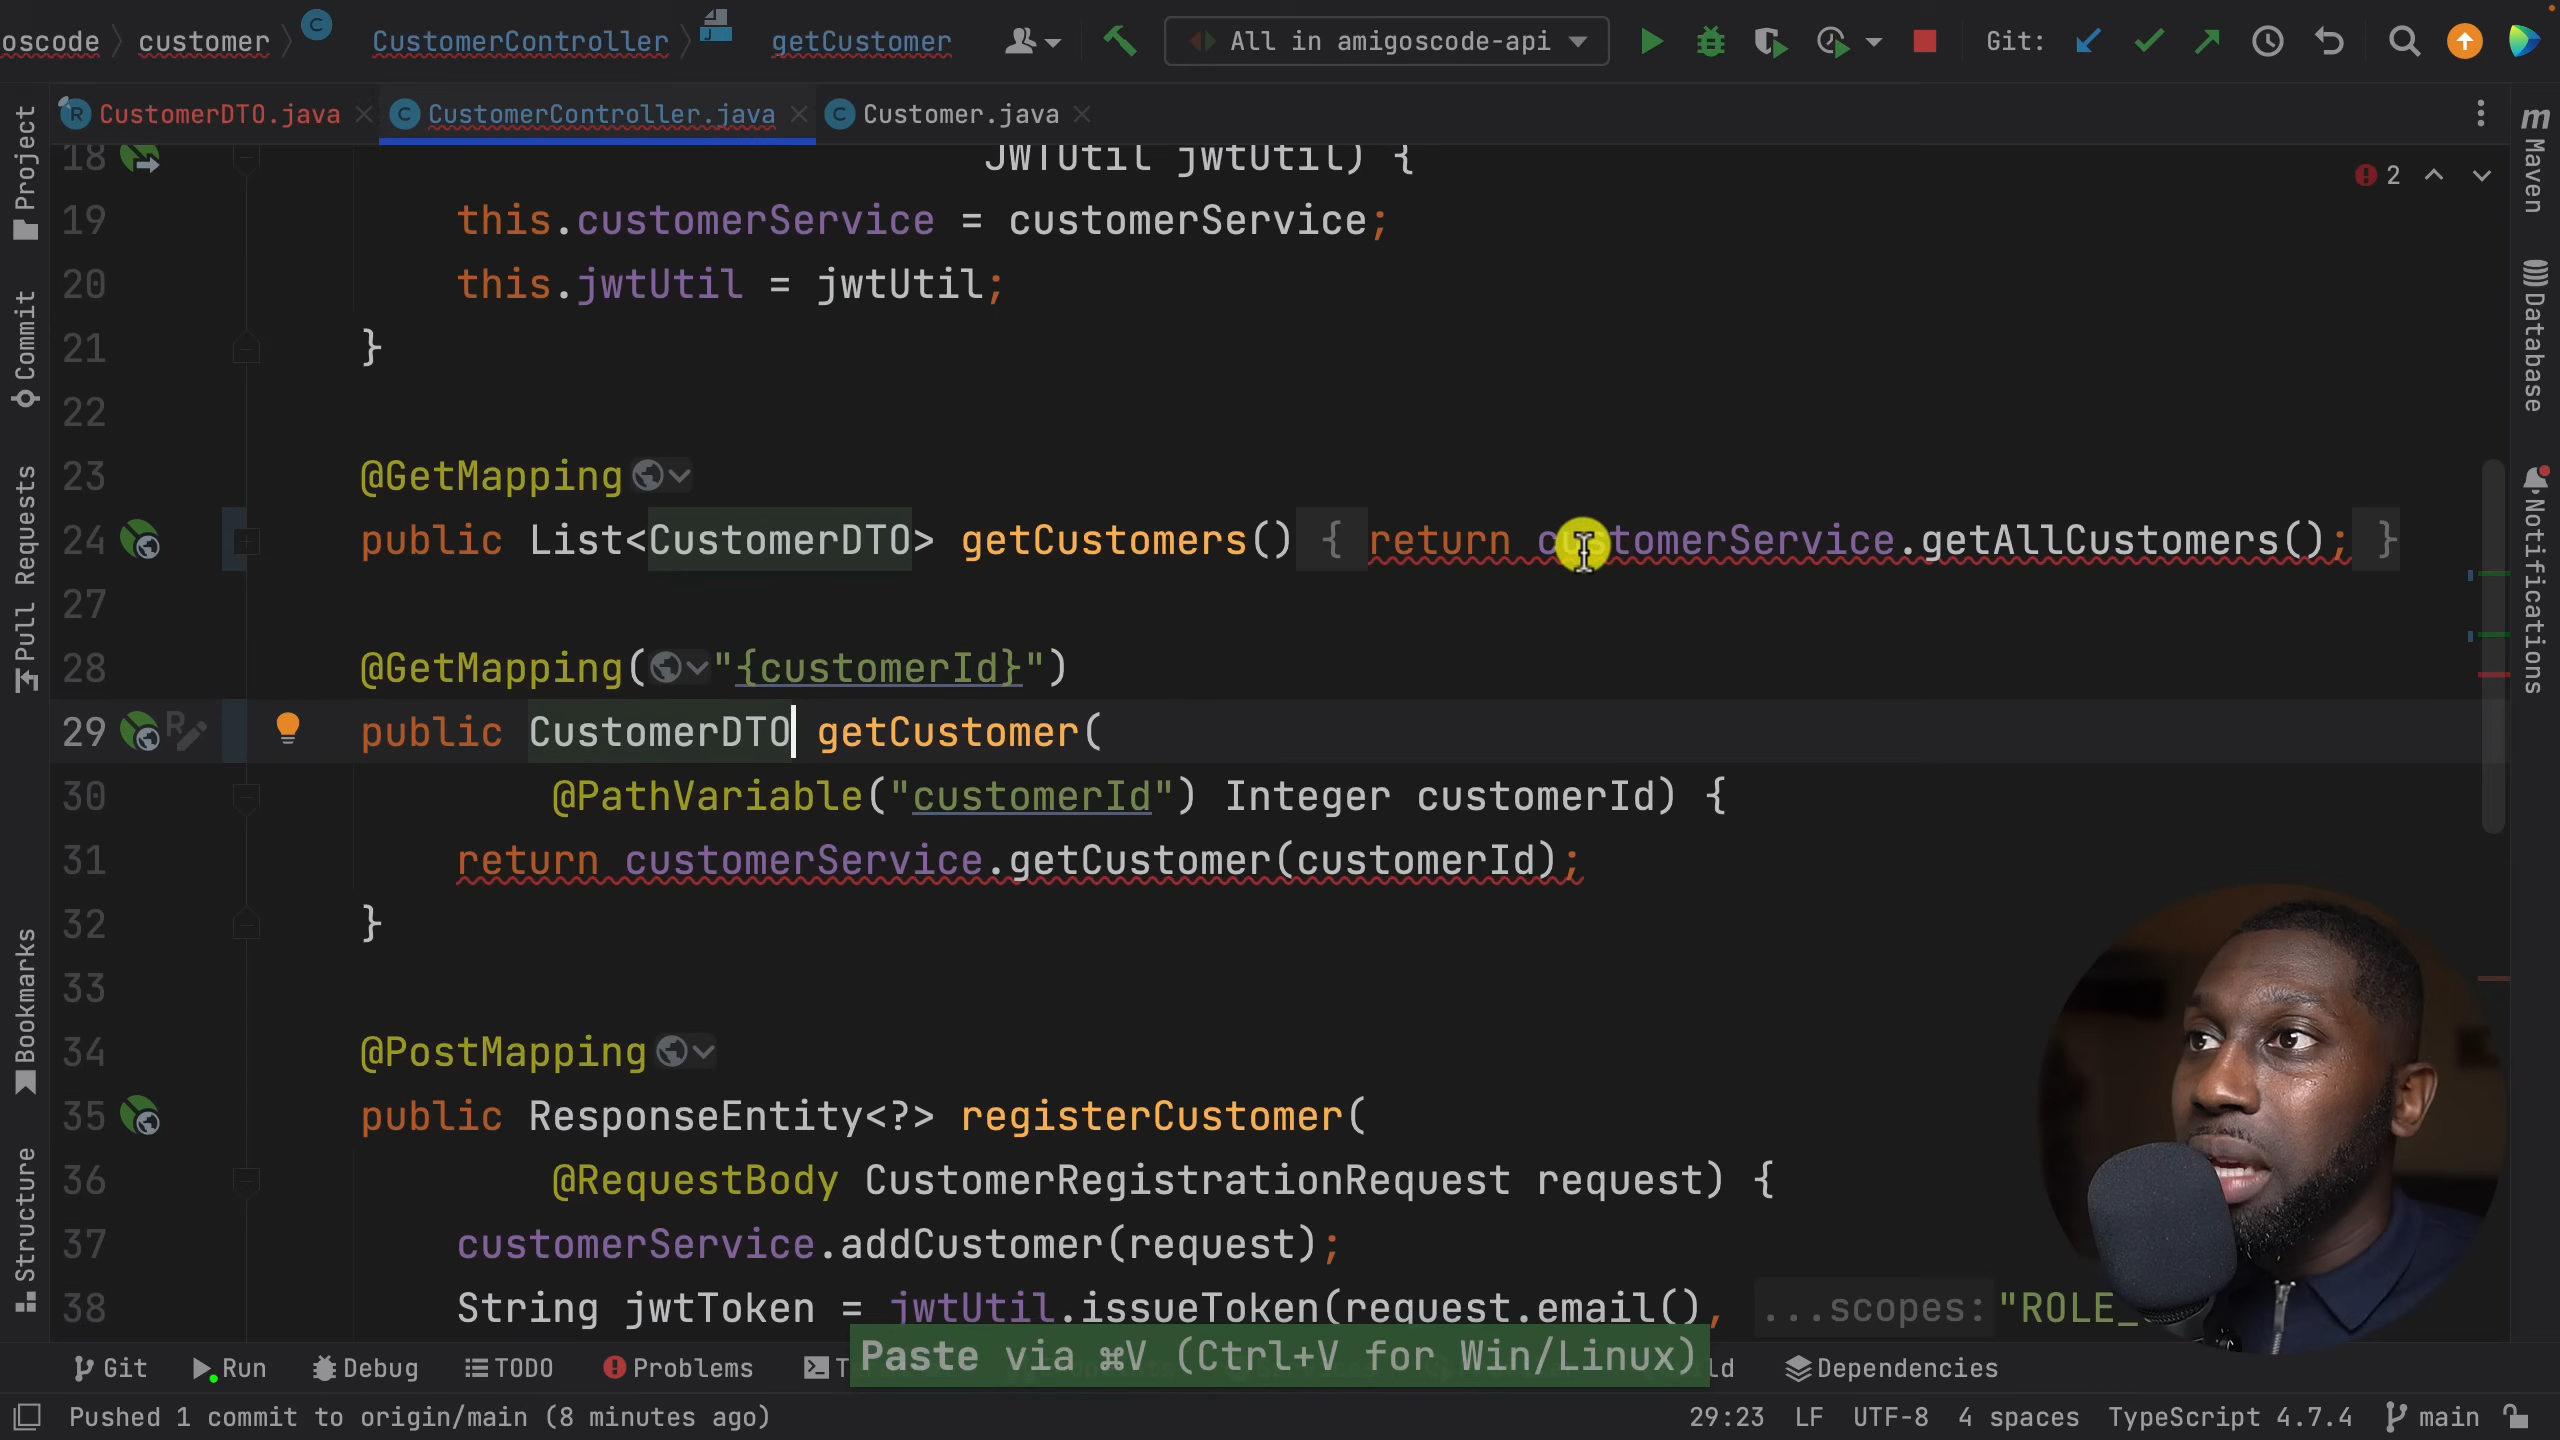 oscode customer CustomerController getCustomer All in amigoscode-api Git:
CustomerDTO.java CustomerController.java Customer.java
Project
Commit
Pull Requests
Bookmarks
Structure
18 JWTUtil jwtUtil) {
2
19 this.customerService = customerService;
20 this.jwtUtil = jwtUtil;
21 }
22
23 @GetMapping
24 public List<CustomerDTO> getCustomers() { return customerService.getAllCustomers(); }
27
28 @GetMapping("{customerId}")
29 public CustomerDTO getCustomer(
30 @PathVariable("customerId") Integer customerId) {
31 return customerService.getCustomer(customerId);
32 }
33
34 @PostMapping
35 public ResponseEntity<?> registerCustomer(
36 @RequestBody CustomerRegistrationRequest request) {
37 customerService.addCustomer(request);
38 String jwtToken = jwtUtil.issueToken(request.email(), ...scopes: "ROLE_
m Maven
Database
Notifications
Git Run Debug TODO Problems Dependencies
Paste via ⌘V (Ctrl+V for Win/Linux)
Pushed 1 commit to origin/main (8 minutes ago) 29:23 LF UTF-8 4 spaces TypeScript 4.7.4 main